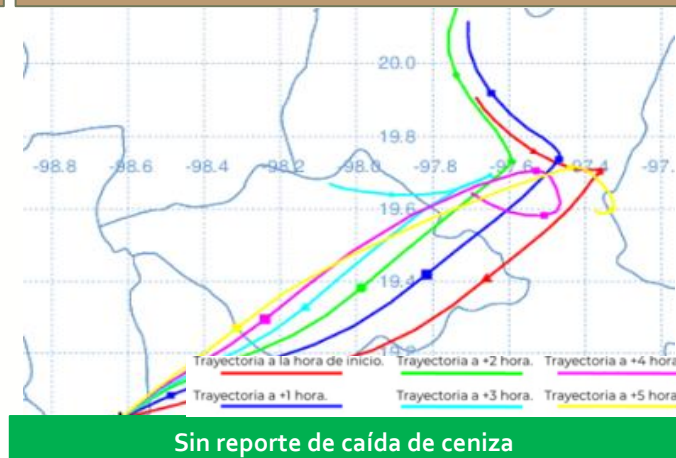 20.0
19.8
-98.8 -98.6 -98.4 -98.2 -98.0 -97.8 -97.4
19.6
19.4
Trayectoria a la hora de inicio. Trayectoria a +2 hora. Trayectoria a +4 hora
Trayectoria a +1 hora. Trayectoria a +3 hora. Trayectoria a +5 hora
Sin reporte de caída de ceniza